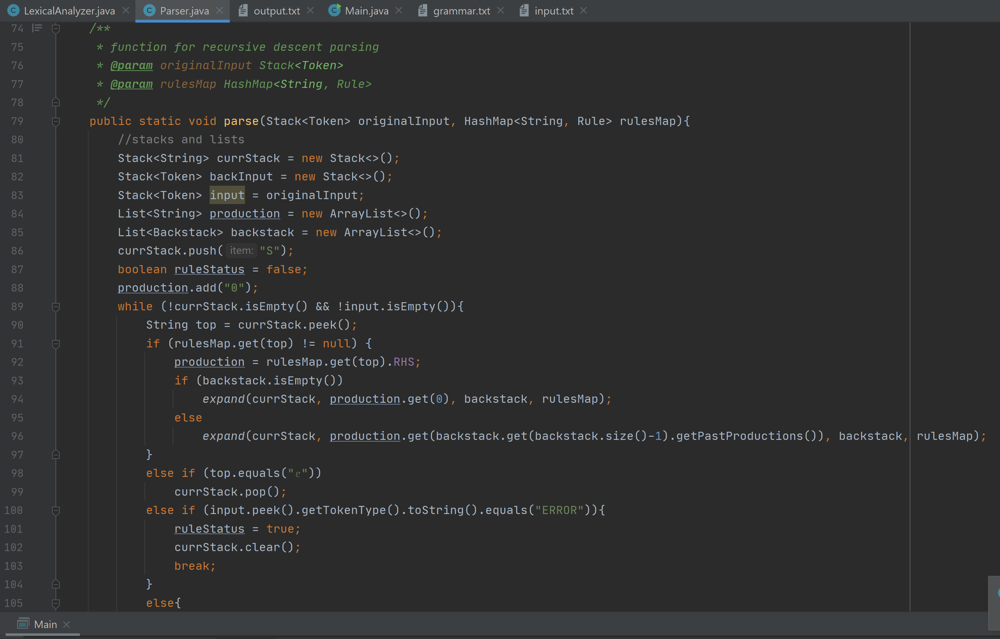 LexicalAnalyzer.java Parser.java output.txt Main.java grammar.txt input.txt
74 /**
75 * function for recursive descent parsing
76 * @param originalInput Stack<Token>
77 * @param rulesMap HashMap<String, Rule>
78 */
79 public static void parse(Stack<Token> originalInput, HashMap<String, Rule> rulesMap){
80 //stacks and lists
81 Stack<String> currStack = new Stack<>();
82 Stack<Token> backInput = new Stack<>();
83 Stack<Token> input = originalInput;
84 List<String> production = new ArrayList<>();
85 List<Backstack> backstack = new ArrayList<>();
86 currStack.push( item: "S");
87 boolean ruleStatus = false;
88 production.add("0");
89 while (!currStack.isEmpty() && !input.isEmpty()){
90 String top = currStack.peek();
91 if (rulesMap.get(top) != null) {
92 production = rulesMap.get(top).RHS;
93 if (backstack.isEmpty())
94 expand(currStack, production.get(0), backstack, rulesMap);
95 else
96 expand(currStack, production.get(backstack.get(backstack.size()-1).getPastProductions()), backstack, rulesMap);
97 }
98 else if (top.equals("ε"))
99 currStack.pop();
100 else if (input.peek().getTokenType().toString().equals("ERROR")){
101 ruleStatus = true;
102 currStack.clear();
103 break;
104 }
105 else{
Main